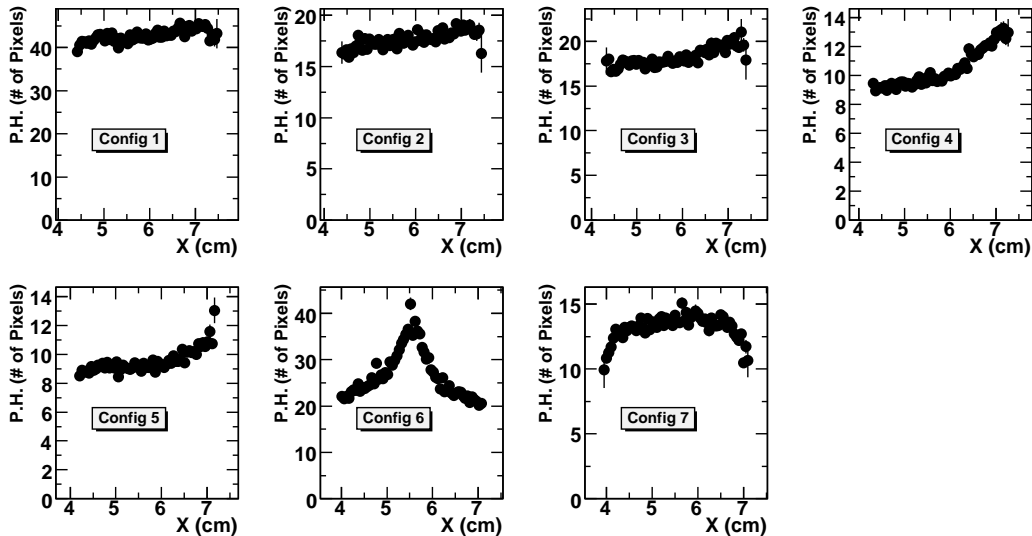 P.H. (# of Pixels)
40
30
20
10
0
Config 1
4 5 6 7
X (cm)
P.H. (# of Pixels)
20
15
10
5
0
Config 2
4 5 6 7
X (cm)
P.H. (# of Pixels)
20
15
10
5
0
Config 3
4 5 6 7
X (cm)
P.H. (# of Pixels)
14
12
10
8
6
4
2
0
Config 4
4 5 6 7
X (cm)
P.H. (# of Pixels)
14
12
10
8
6
4
2
0
Config 5
4 5 6 7
X (cm)
P.H. (# of Pixels)
40
30
20
10
0
Config 6
4 5 6 7
X (cm)
P.H. (# of Pixels)
15
10
5
0
Config 7
4 5 6 7
X (cm)